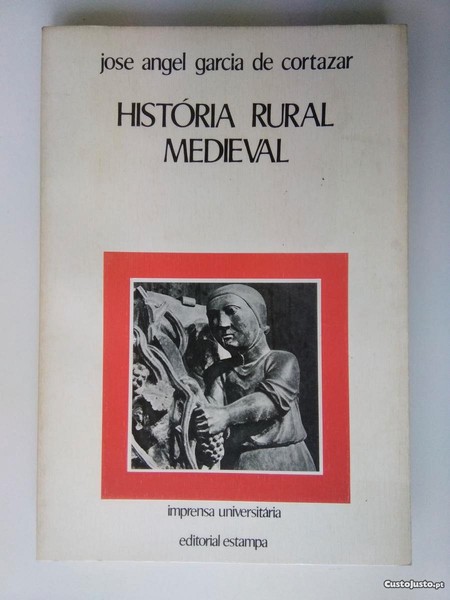 jose angel garcia de cortazar
HISTÓRIA RURAL
MEDIEVAL
imprensa universitária
editorial estampa
Custojusto.pt